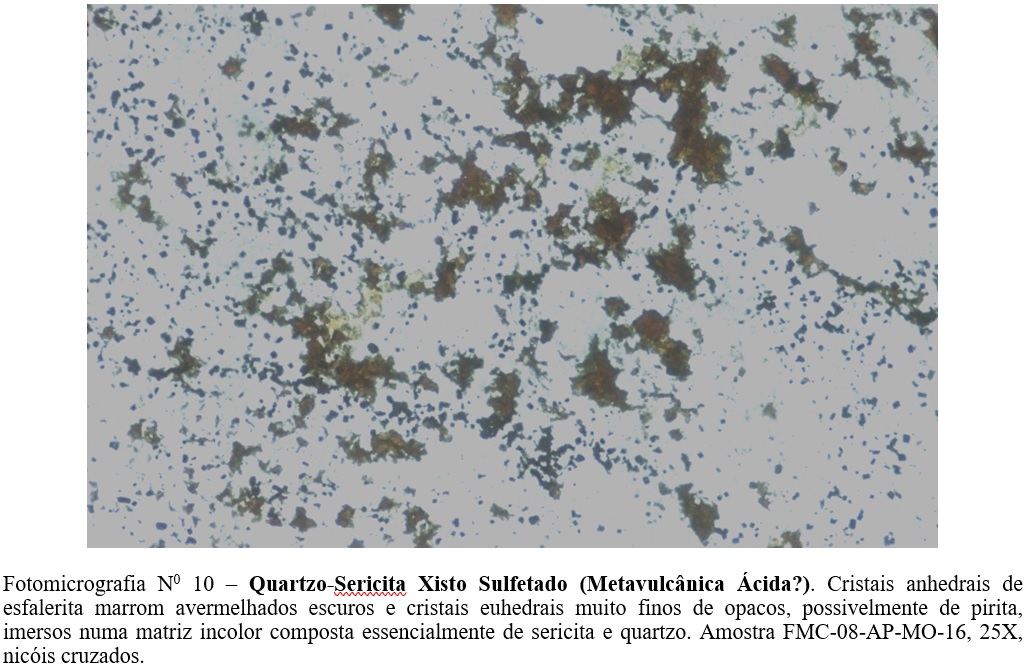 Fotomicrografia N⁰ 10 – Quartzo-Sericita Xisto Sulfetado (Metavulcânica Ácida?). Cristais anhedrais de
esfalerita marrom avermelhados escuros e cristais euhedrais muito finos de opacos, possivelmente de pirita,
imersos numa matriz incolor composta essencialmente de sericita e quartzo. Amostra FMC-08-AP-MO-16, 25X,
nicóis cruzados.